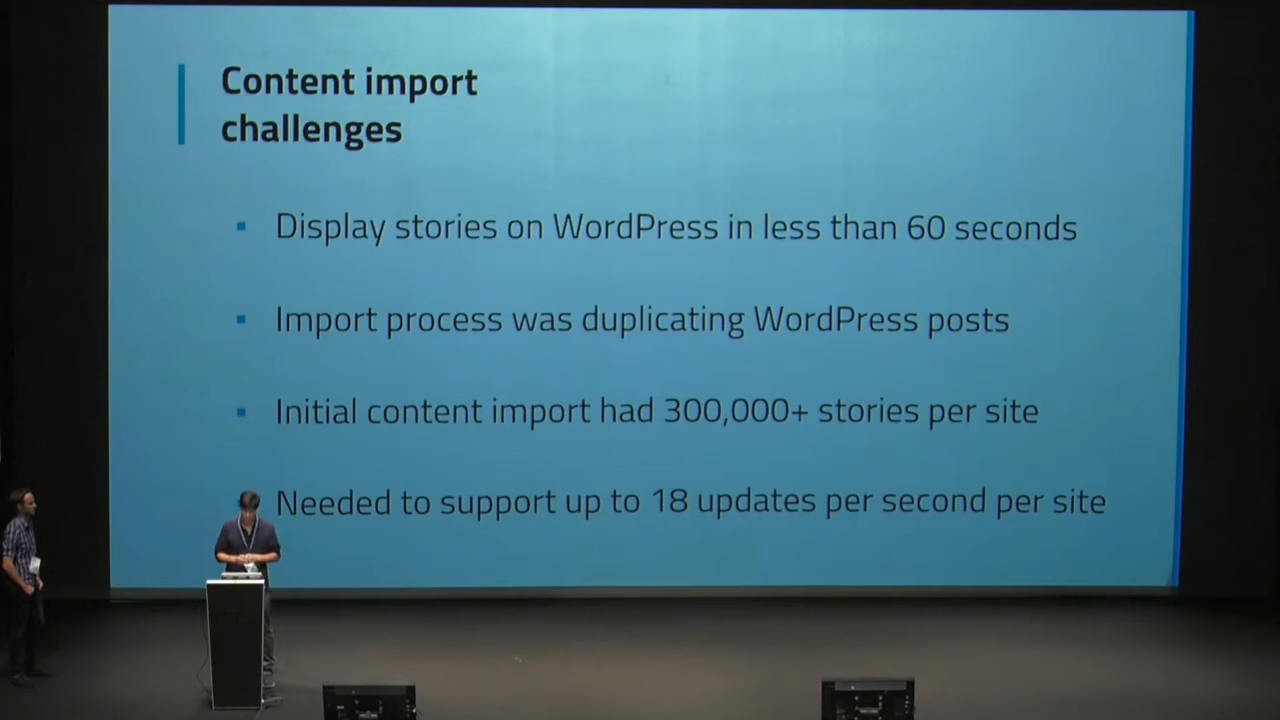 Content import
challenges
Display stories on WordPress in less than 60 seconds
Import process was duplicating WordPress posts
Initial content import had 300,000+ stories per site
Needed to support up to 18 updates per second per site